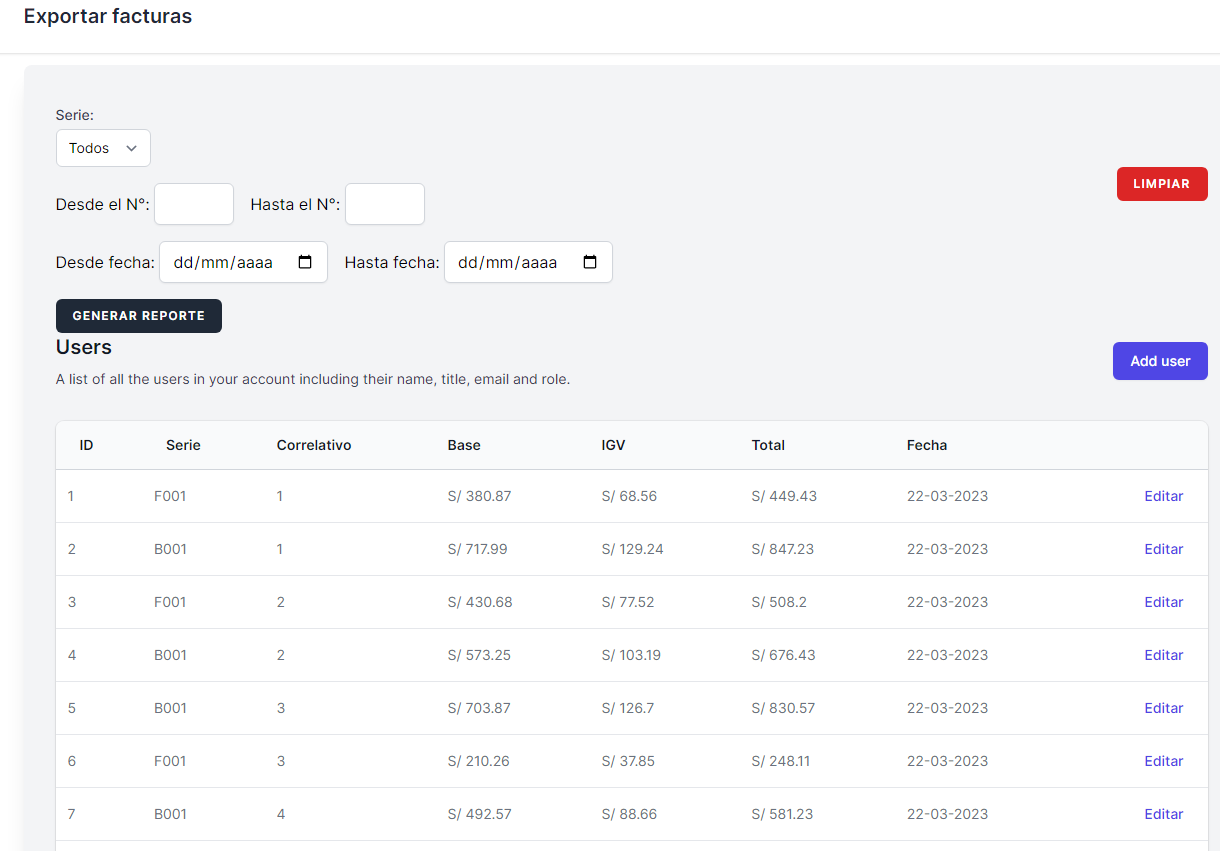 Exportar facturas
Serie:
Todos
LIMPIAR
Desde el N°: Hasta el N°:
Desde fecha: dd/mm/aaaa Hasta fecha: dd/mm/aaaa
GENERAR REPORTE
Users
Add user
A list of all the users in your account including their name, title, email and role.
ID Serie Correlativo Base IGV Total Fecha
1 F001 1 S/ 380.87 S/ 68.56 S/ 449.43 22-03-2023 Editar
2 B001 1 S/ 717.99 S/ 129.24 S/ 847.23 22-03-2023 Editar
3 F001 2 S/ 430.68 S/ 77.52 S/ 508.2 22-03-2023 Editar
4 B001 2 S/ 573.25 S/ 103.19 S/ 676.43 22-03-2023 Editar
5 B001 3 S/ 703.87 S/ 126.7 S/ 830.57 22-03-2023 Editar
6 F001 3 S/ 210.26 S/ 37.85 S/ 248.11 22-03-2023 Editar
7 B001 4 S/ 492.57 S/ 88.66 S/ 581.23 22-03-2023 Editar